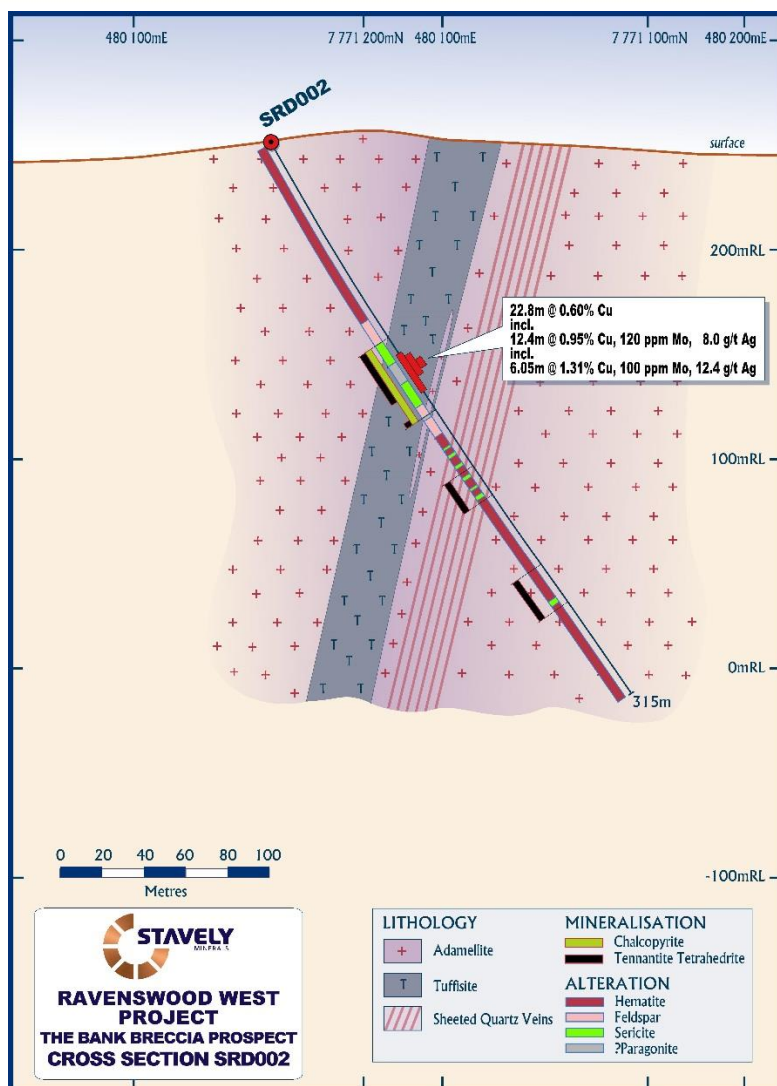 480 100mE 7 771 200mN 480 100mE 7 771 100mN 480 200mE
SRD002
surface
200mRL
22.8m @ 0.60% Cu
incl.
12.4m @ 0.95% Cu, 120 ppm Mo, 8.0 g/t Ag
incl.
6.05m @ 1.31% Cu, 100 ppm Mo, 12.4 g/t Ag
100mRL
0mRL
315m
-100mRL
0 20 40 60 80 100
Metres
STAVELY
MINERALS
RAVENSWOOD WEST
PROJECT
THE BANK BRECCIA PROSPECT
CROSS SECTION SRD002
LITHOLOGY
+ Adamellite
T Tuffisite
Sheeted Quartz Veins
MINERALISATION
Chalcopyrite
Tennantite Tetrahedrite
ALTERATION
Hematite
Feldspar
Sericite
?Paragonite